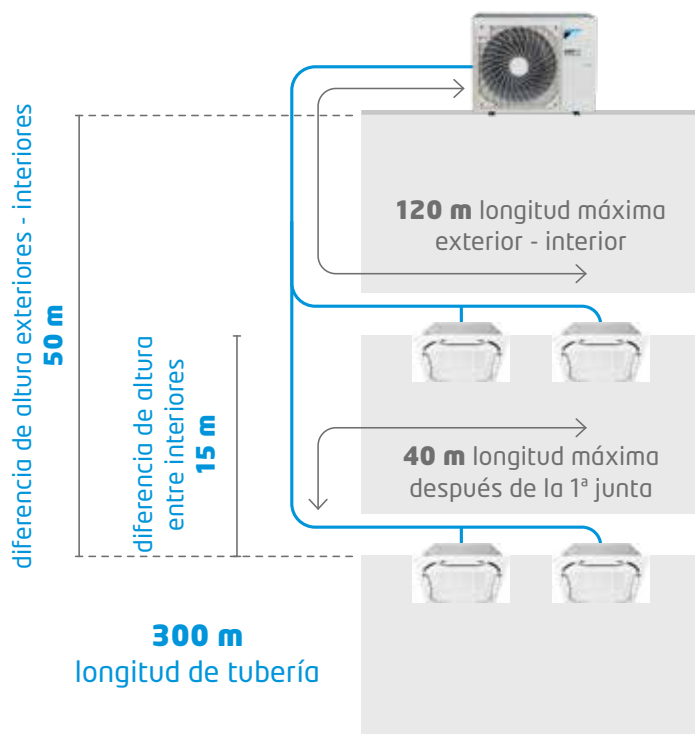 120 m longitud máxima
exterior - interior
diferencia de altura exteriores - interiores
50 m
diferencia de altura
entre interiores
15 m
40 m longitud máxima
después de la 1ª junta
300 m
longitud de tubería